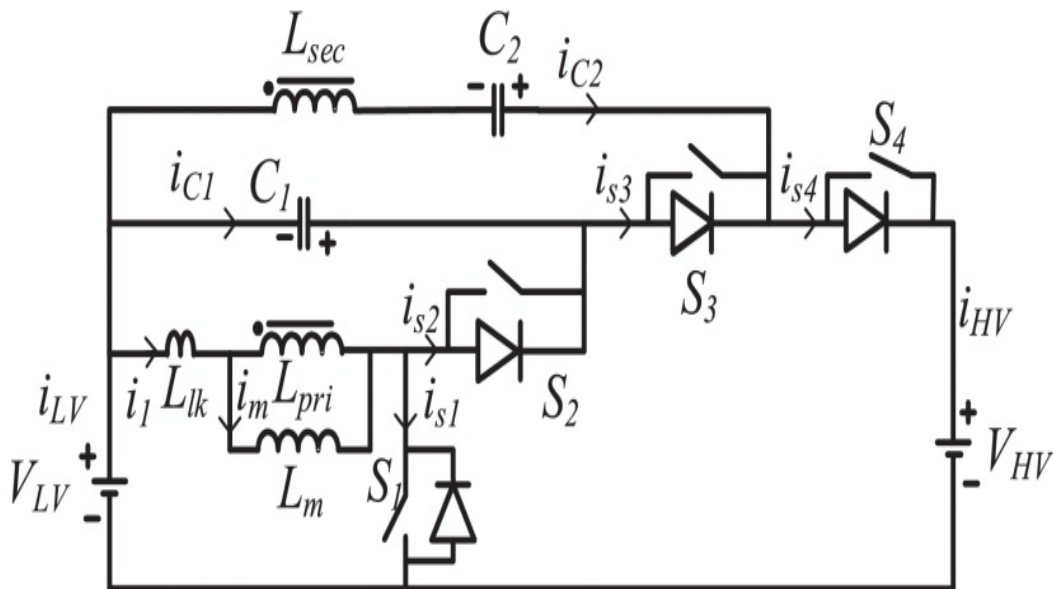 L_sec
C_2
i_C2
- +
S_4
i_C1
C_1
i_s3
i_s4
- +
S_3
i_s2
i_HV
i_LV
i_1
L_lk
i_m
L_pri
i_s1
S_2
+
+
V_LV
L_m
S_1
V_HV
-
-